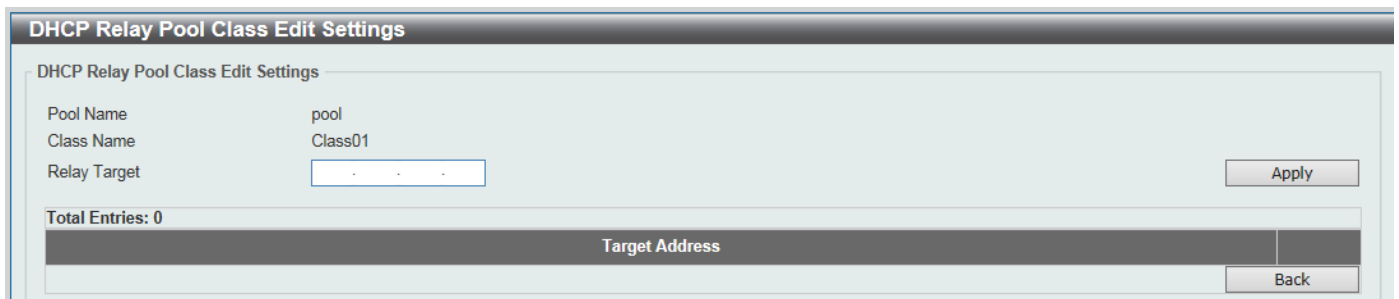 DHCP Relay Pool Class Edit Settings
DHCP Relay Pool Class Edit Settings
Pool Name pool
Class Name Class01
Relay Target . . . Apply
Total Entries: 0
Target Address
Back